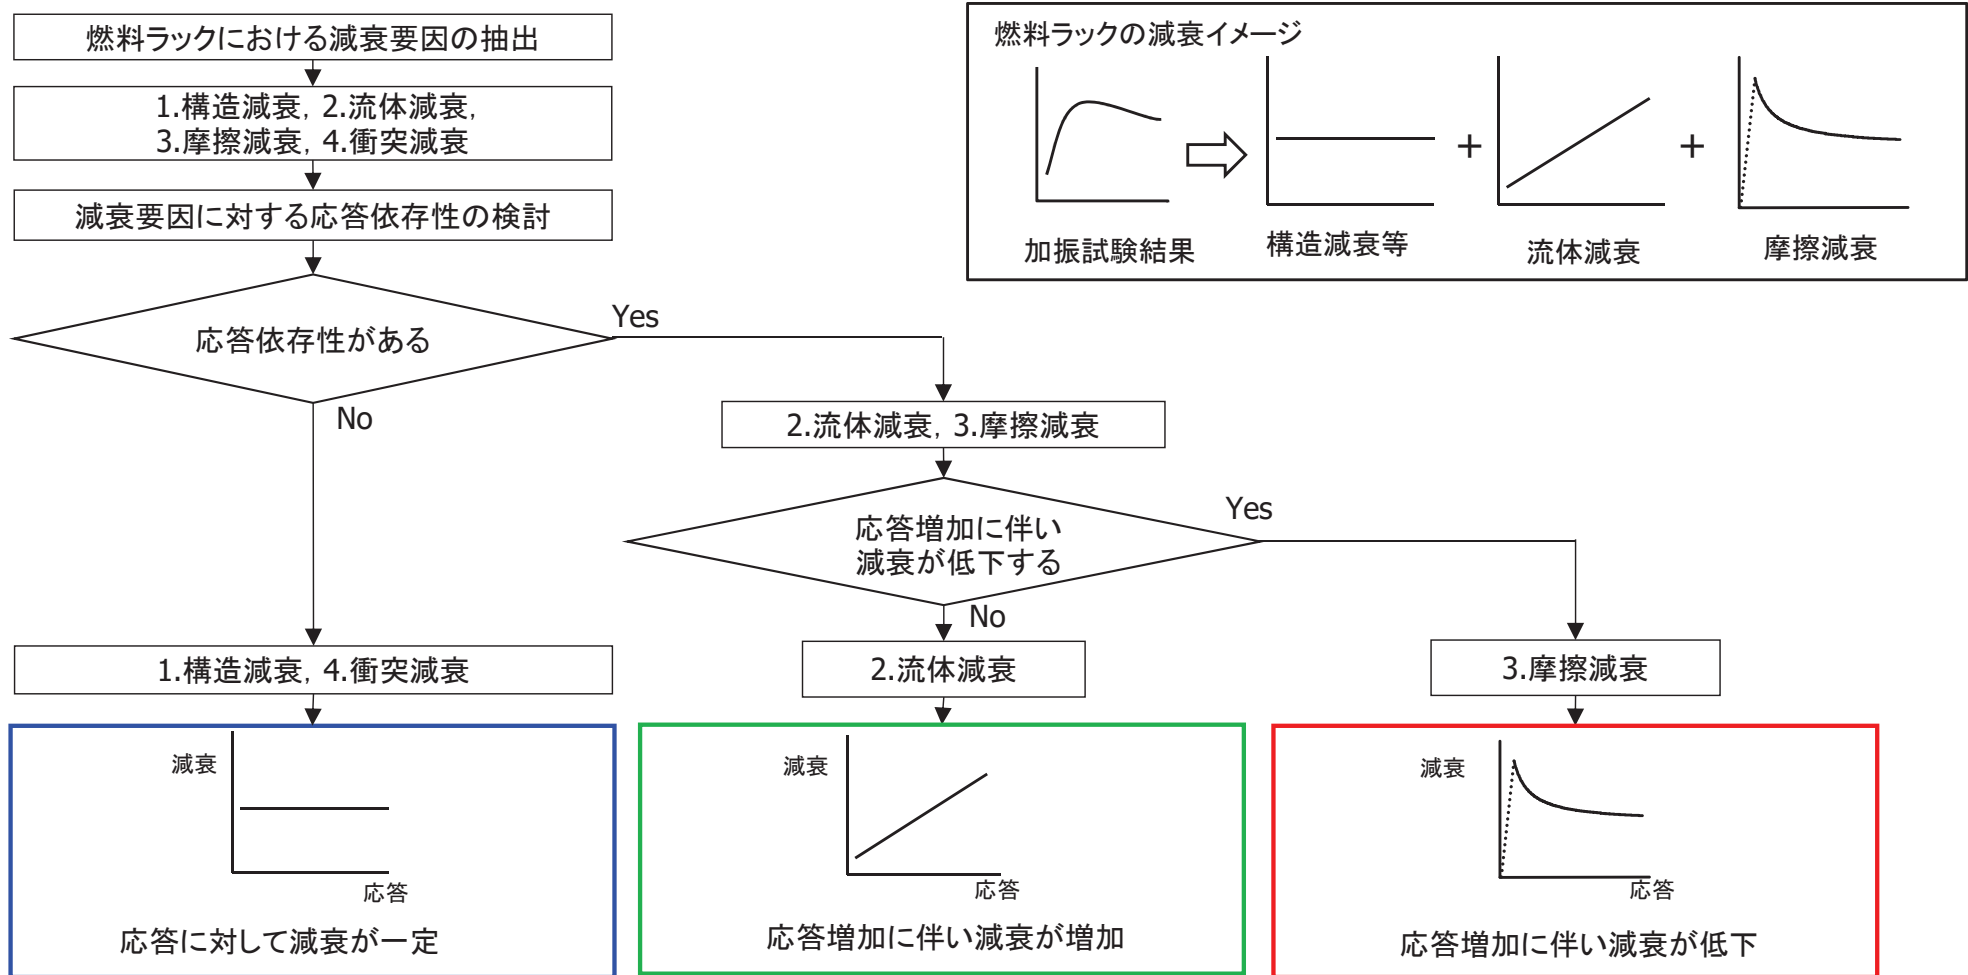 燃料ラックにおける減衰要因の抽出
1.構造減衰, 2.流体減衰,
3.摩擦減衰, 4.衝突減衰
減衰要因に対する応答依存性の検討
応答依存性がある
Yes
No
燃料ラックの減衰イメージ
+
+
加振試験結果
構造減衰等
流体減衰
摩擦減衰
2.流体減衰, 3.摩擦減衰
応答増加に伴い
減衰が低下する
Yes
No
1.構造減衰, 4.衝突減衰
2.流体減衰
3.摩擦減衰
減衰
応答
応答に対して減衰が一定
減衰
応答
応答増加に伴い減衰が増加
減衰
応答
応答増加に伴い減衰が低下